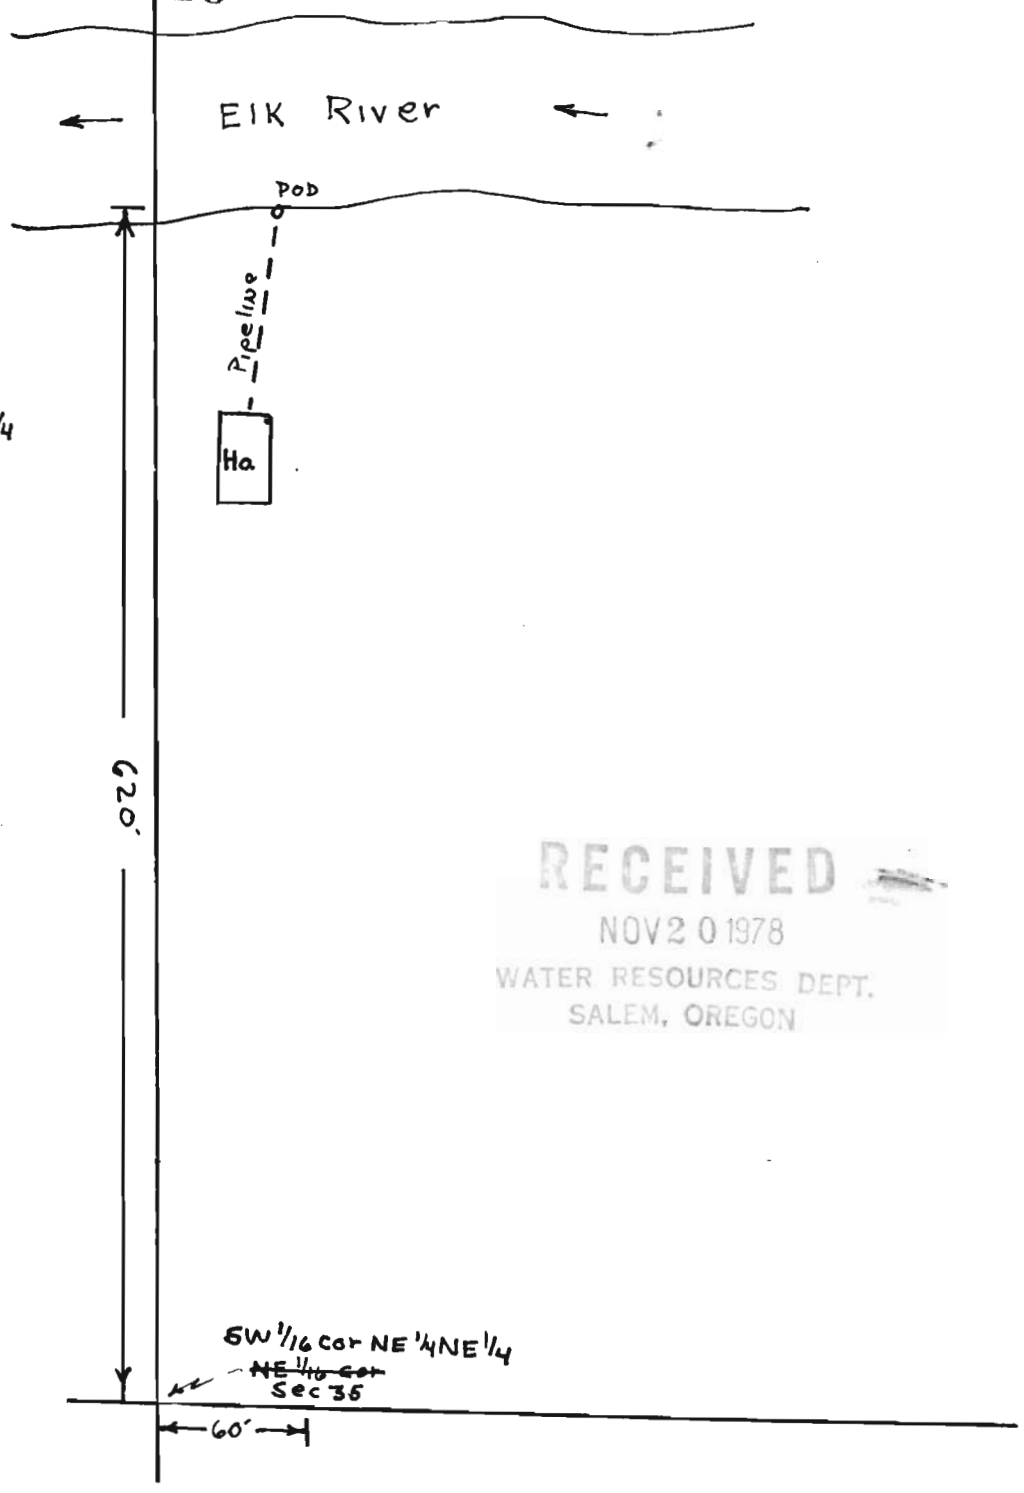 Elk River
POD
Pipeline
/4
Ha
620'
RECEIVED
NOV 20 1978
WATER RESOURCES DEPT.
SALEM, OREGON
SW 1/16 cor NE 1/4 NE 1/4
NE 1/16 cor
Sec 35
60'